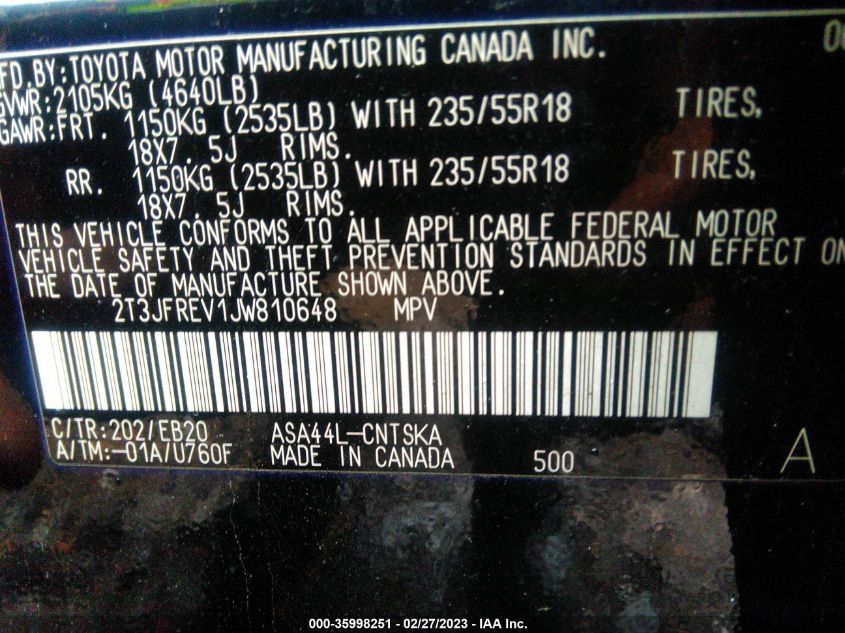 FD.BY:TOYOTA MOTOR MANUFACTURING CANADA INC.
GVWR:2105KG (4640LB)
GAWR:FRT. 1150KG (2535LB) WITH 235/55R18 TIRES,
18X7.5J RIMS.
RR. 1150KG (2535LB) WITH 235/55R18 TIRES,
18X7.5J RIMS.
THIS VEHICLE CONFORMS TO ALL APPLICABLE FEDERAL MOTOR
VEHICLE SAFETY AND THEFT PREVENTION STANDARDS IN EFFECT ON
THE DATE OF MANUFACTURE SHOWN ABOVE.
2T3JFREV1JW810648 MPV
C/TR:202/EB20 ASA44L-CNTSKA
A/TM:-01A/U760F MADE IN CANADA 500 A
000-35998251 - 02/27/2023 - IAA Inc.